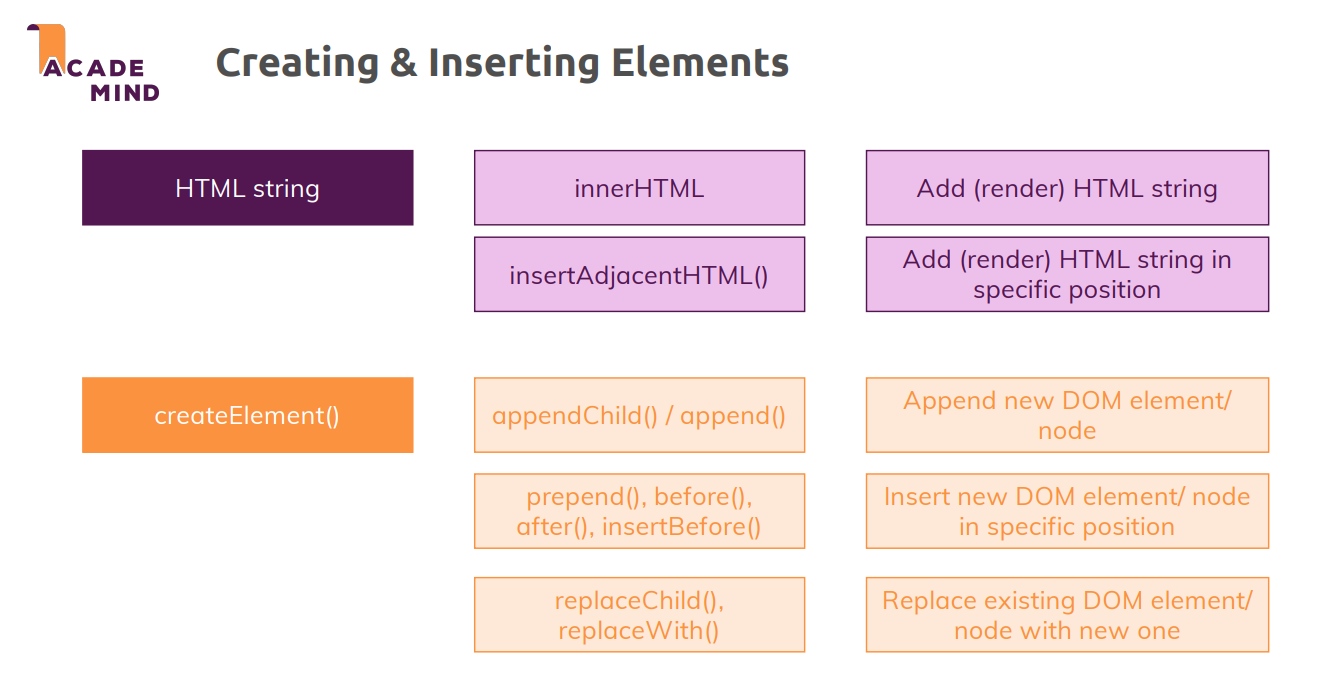 ACADE
MIND
Creating & Inserting Elements
HTML string
innerHTML
Add (render) HTML string
insertAdjacentHTML()
Add (render) HTML string in
specific position
createElement()
appendChild() / append()
Append new DOM element/
node
prepend(), before(),
after(), insertBefore()
Insert new DOM element/ node
in specific position
replaceChild(),
replaceWith()
Replace existing DOM element/
node with new one